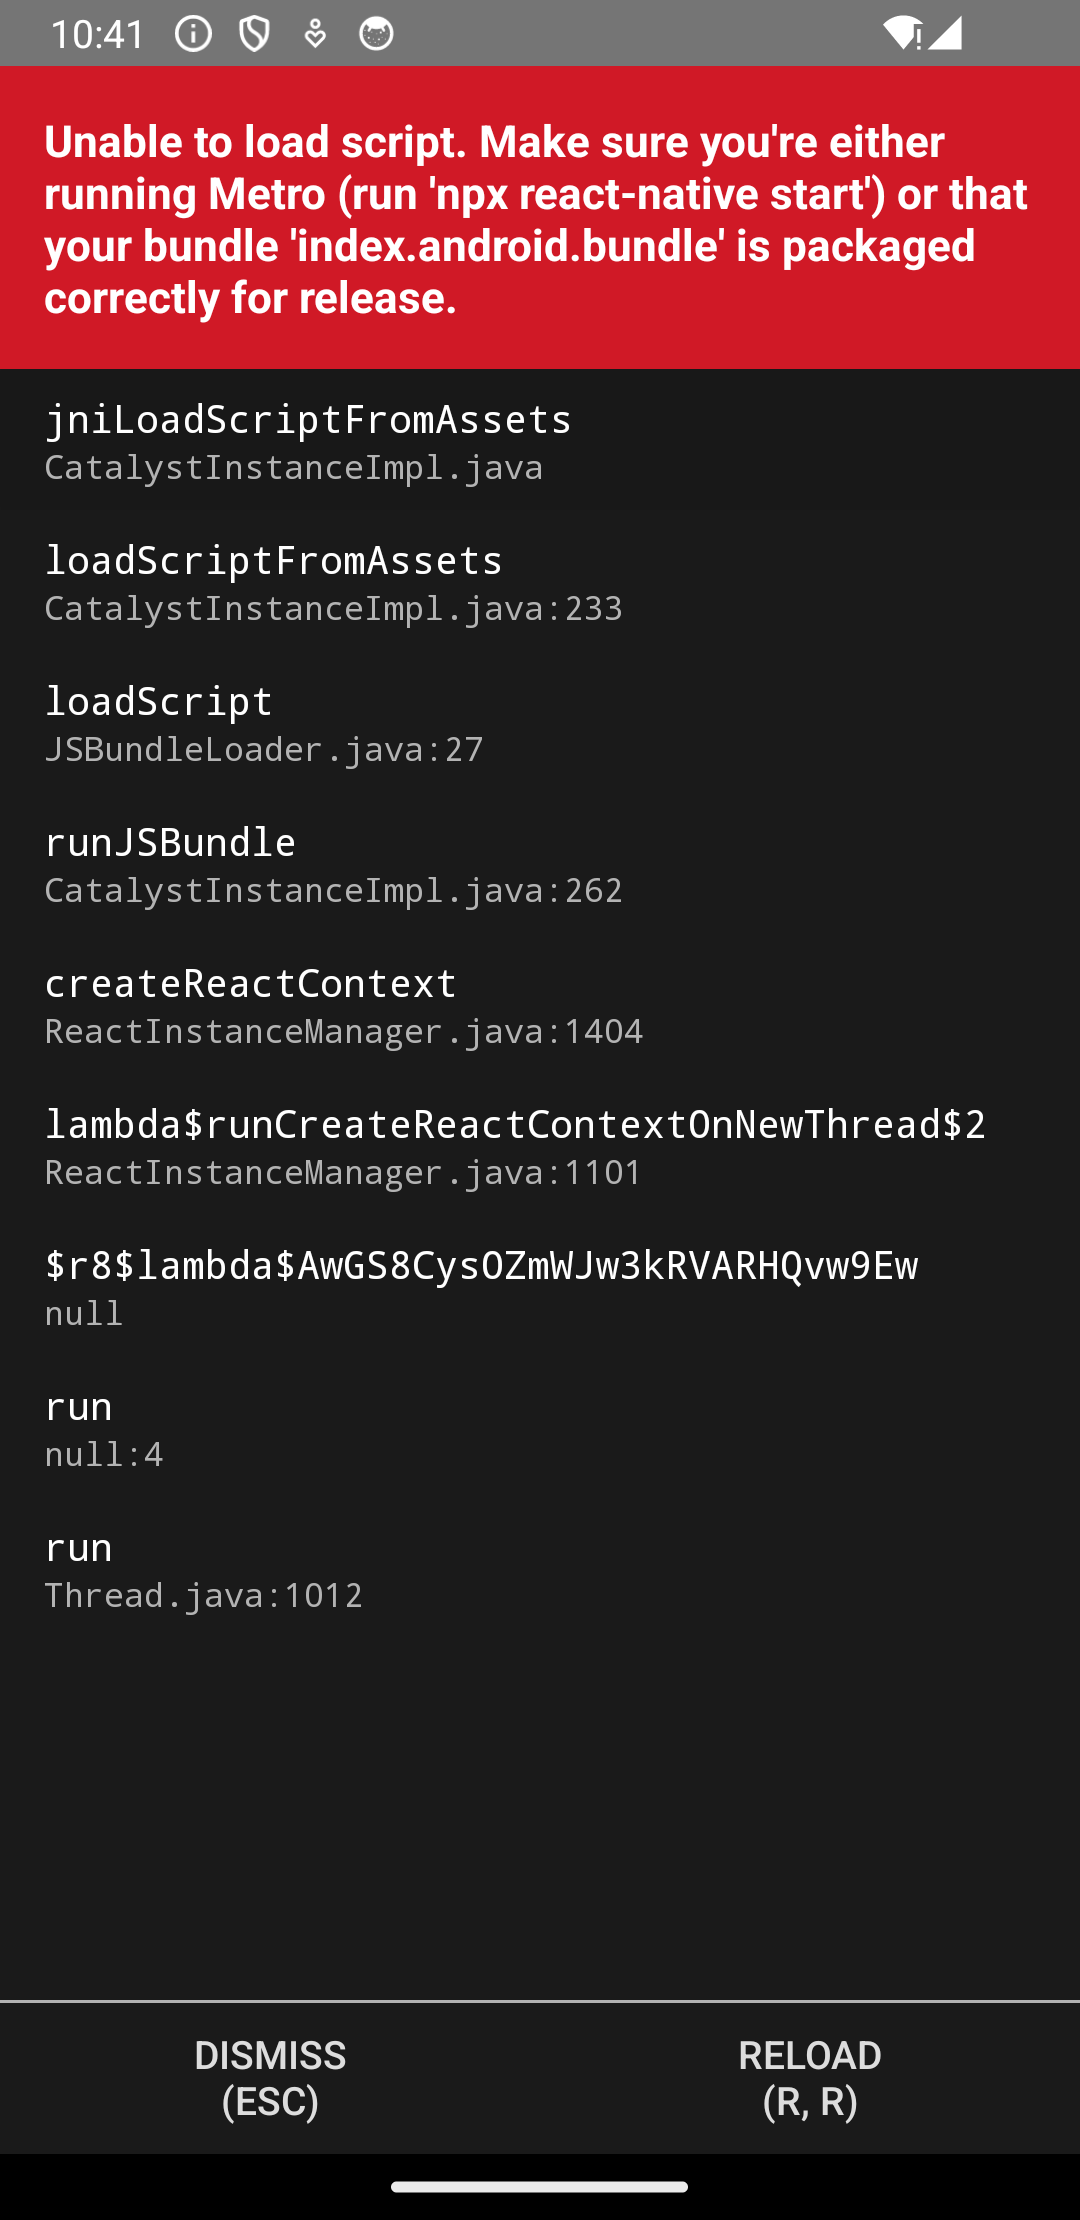 10:41
Unable to load script. Make sure you're either
running Metro (run 'npx react-native start') or that
your bundle 'index.android.bundle' is packaged
correctly for release.
jniLoadScriptFromAssets
CatalystInstanceImpl.java
loadScriptFromAssets
CatalystInstanceImpl.java:233
loadScript
JSBundleLoader.java:27
runJSBundle
CatalystInstanceImpl.java:262
createReactContext
ReactInstanceManager.java:1404
lambda$runCreateReactContextOnNewThread$2
ReactInstanceManager.java:1101
$r8$lambda$AwGS8CysOZmWJw3kRVARHQvw9Ew
null
run
null:4
run
Thread.java:1012
DISMISS
(ESC)
RELOAD
(R, R)